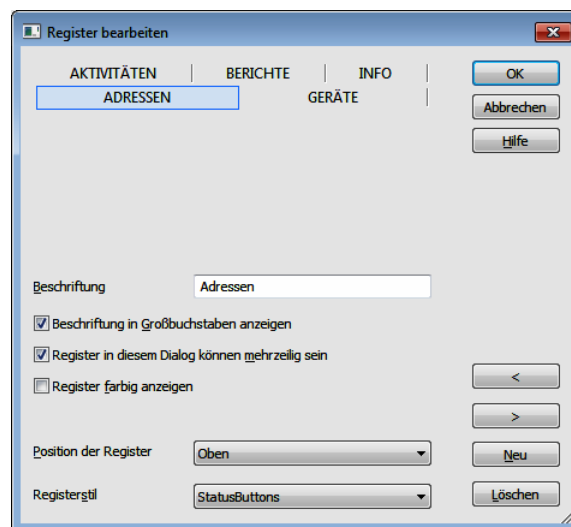 Register bearbeiten
AKTIVITÄTEN BERICHTE INFO
ADRESSEN GERÄTE
OK
Abbrechen
Hilfe
Beschriftung Adressen
Beschriftung in Großbuchstaben anzeigen
Register in diesem Dialog können mehrzeilig sein
Register farbig anzeigen
<
>
Position der Register Oben
Neu
Registerstil StatusButtons
Löschen